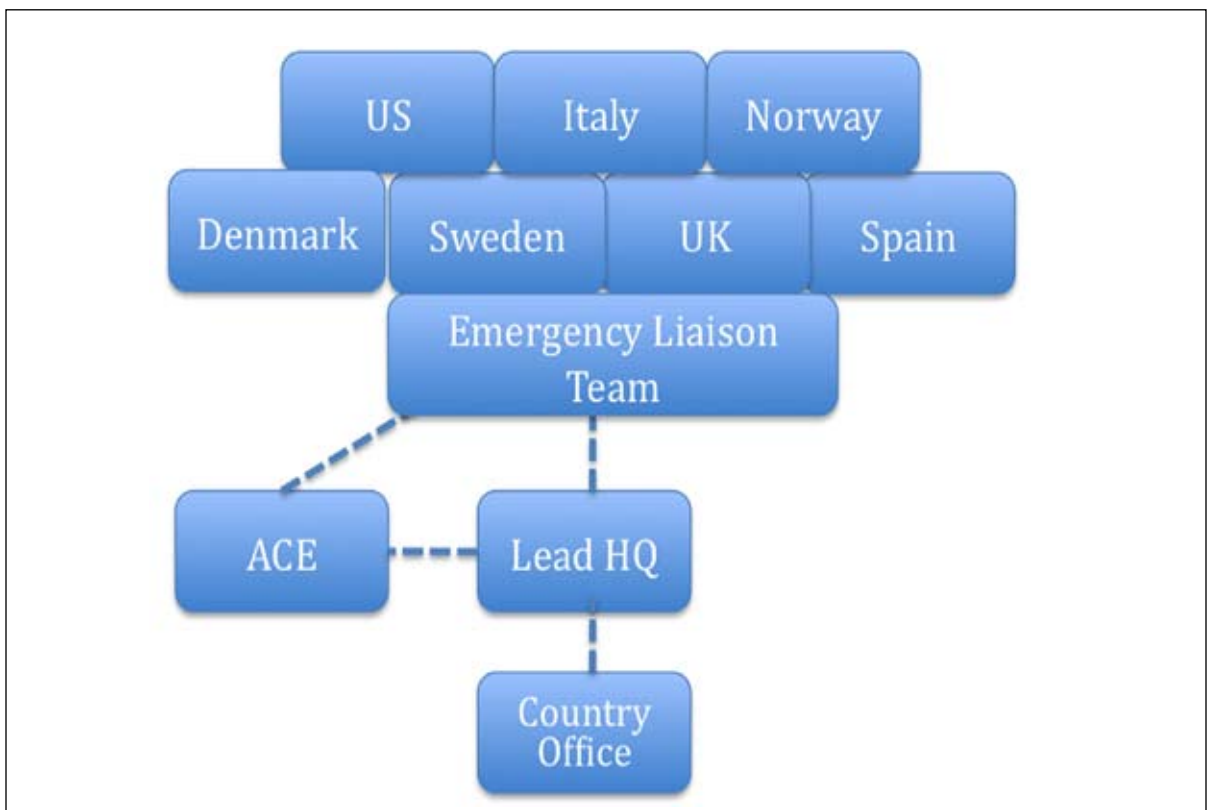 US
Italy
Norway
Denmark
Sweden
UK
Spain
Emergency Liaison
Team
ACE
Lead HQ
Country
Office